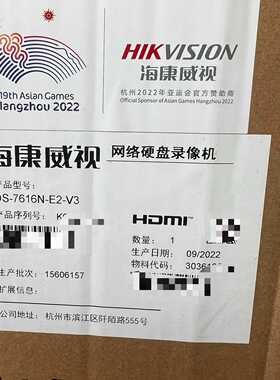 19th Asian Games
Hangzhou 2022
HIKVISION
海康威视
杭州2022年亚运会官方赞助商
Official Sponsor of Asian Games Hangzhou 2022
海康威视 网络硬盘录像机
产品型号:
DS-7616N-E2-V3
产品序列号:
HDMI
数量: 1
生产日期: 09/2022
生产批次: 15606157
物料代码:
扩展信息:
公司地址: 杭州市滨江区阡陌路555号